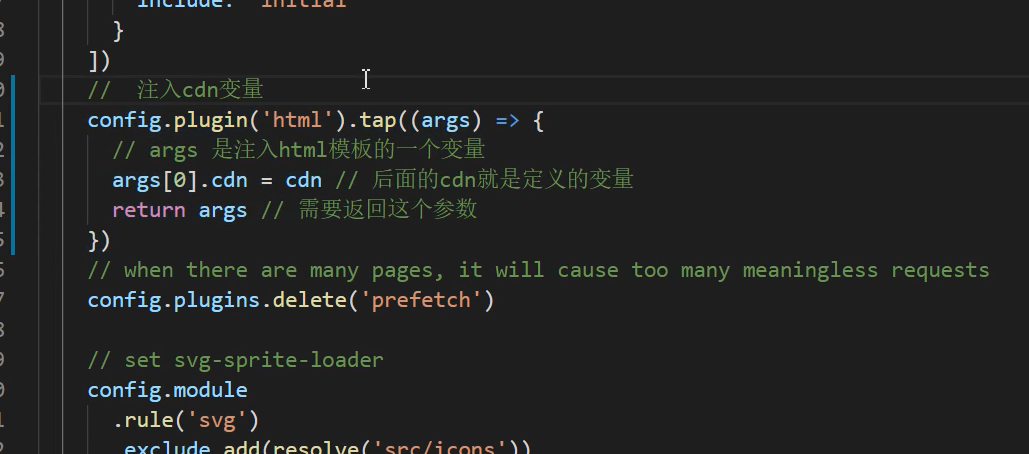 include: 'initial'
}
])
//  注入cdn变量
config.plugin('html').tap((args) => {
// args 是注入html模板的一个变量
args[0].cdn = cdn // 后面的cdn就是定义的变量
return args // 需要返回这个参数
})
// when there are many pages, it will cause too many meaningless requests
config.plugins.delete('prefetch')
// set svg-sprite-loader
config.module
.rule('svg')
.exclude.add(resolve('src/icons'))